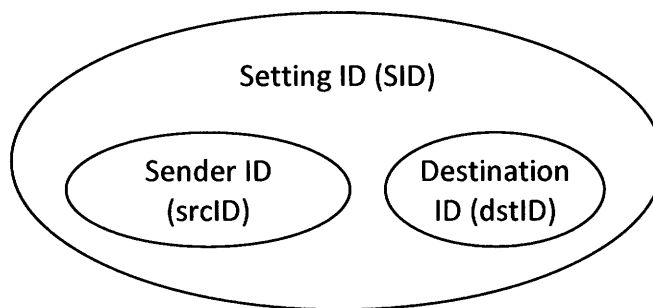 Setting ID (SID)
Sender ID
(srcID)
Destination
ID (dstID)